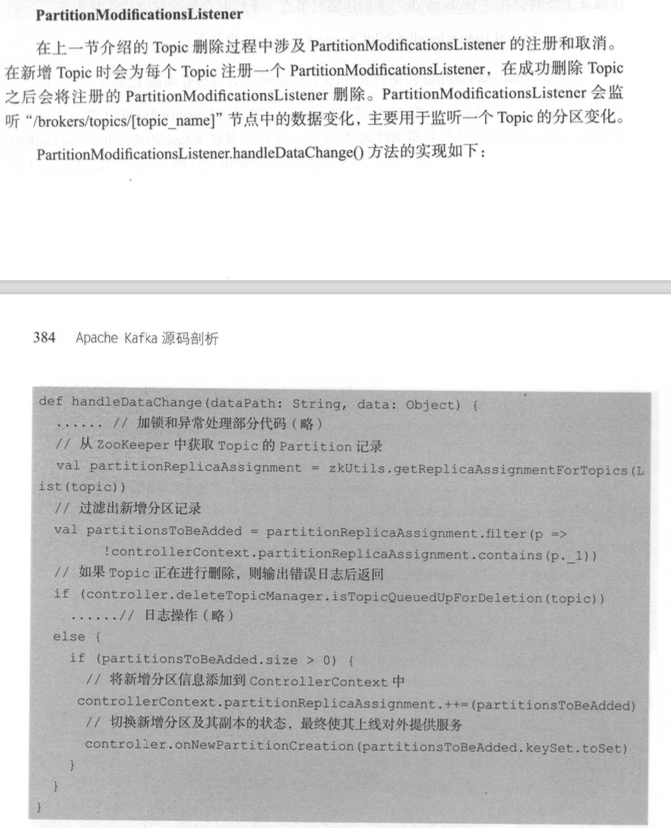 PartitionModificationsListener
在上一节介绍的 Topic 删除过程中涉及 PartitionModificationsListener 的注册和取消。
在新增 Topic 时会为每个 Topic 注册一个 PartitionModificationsListener，在成功删除 Topic
之后会将注册的 PartitionModificationsListener 删除。PartitionModificationsListener 会监
听 “/brokers/topics/[topic_name]” 节点中的数据变化，主要用于监听一个 Topic 的分区变化。
PartitionModificationsListener.handleDataChange() 方法的实现如下：
384 Apache Kafka 源码剖析
def handleDataChange(dataPath: String, data: Object) {
...... // 加锁和异常处理部分代码（略）
// 从 ZooKeeper 中获取 Topic 的 Partition 记录
val partitionReplicaAssignment = zkUtils.getReplicaAssignmentForTopics(L
ist(topic))
// 过滤出新增分区记录
val partitionsToBeAdded = partitionReplicaAssignment.filter(p =>
!controllerContext.partitionReplicaAssignment.contains(p._1))
// 如果 Topic 正在进行删除，则输出错误日志后返回
if (controller.deleteTopicManager.isTopicQueuedUpForDeletion(topic))
......// 日志操作（略）
else {
if (partitionsToBeAdded.size > 0) {
// 将新增分区信息添加到 ControllerContext 中
controllerContext.partitionReplicaAssignment.++=(partitionsToBeAdded)
// 切换新增分区及其副本的状态，最终使其上线对外提供服务
controller.onNewPartitionCreation(partitionsToBeAdded.keySet.toSet)
}
}
}